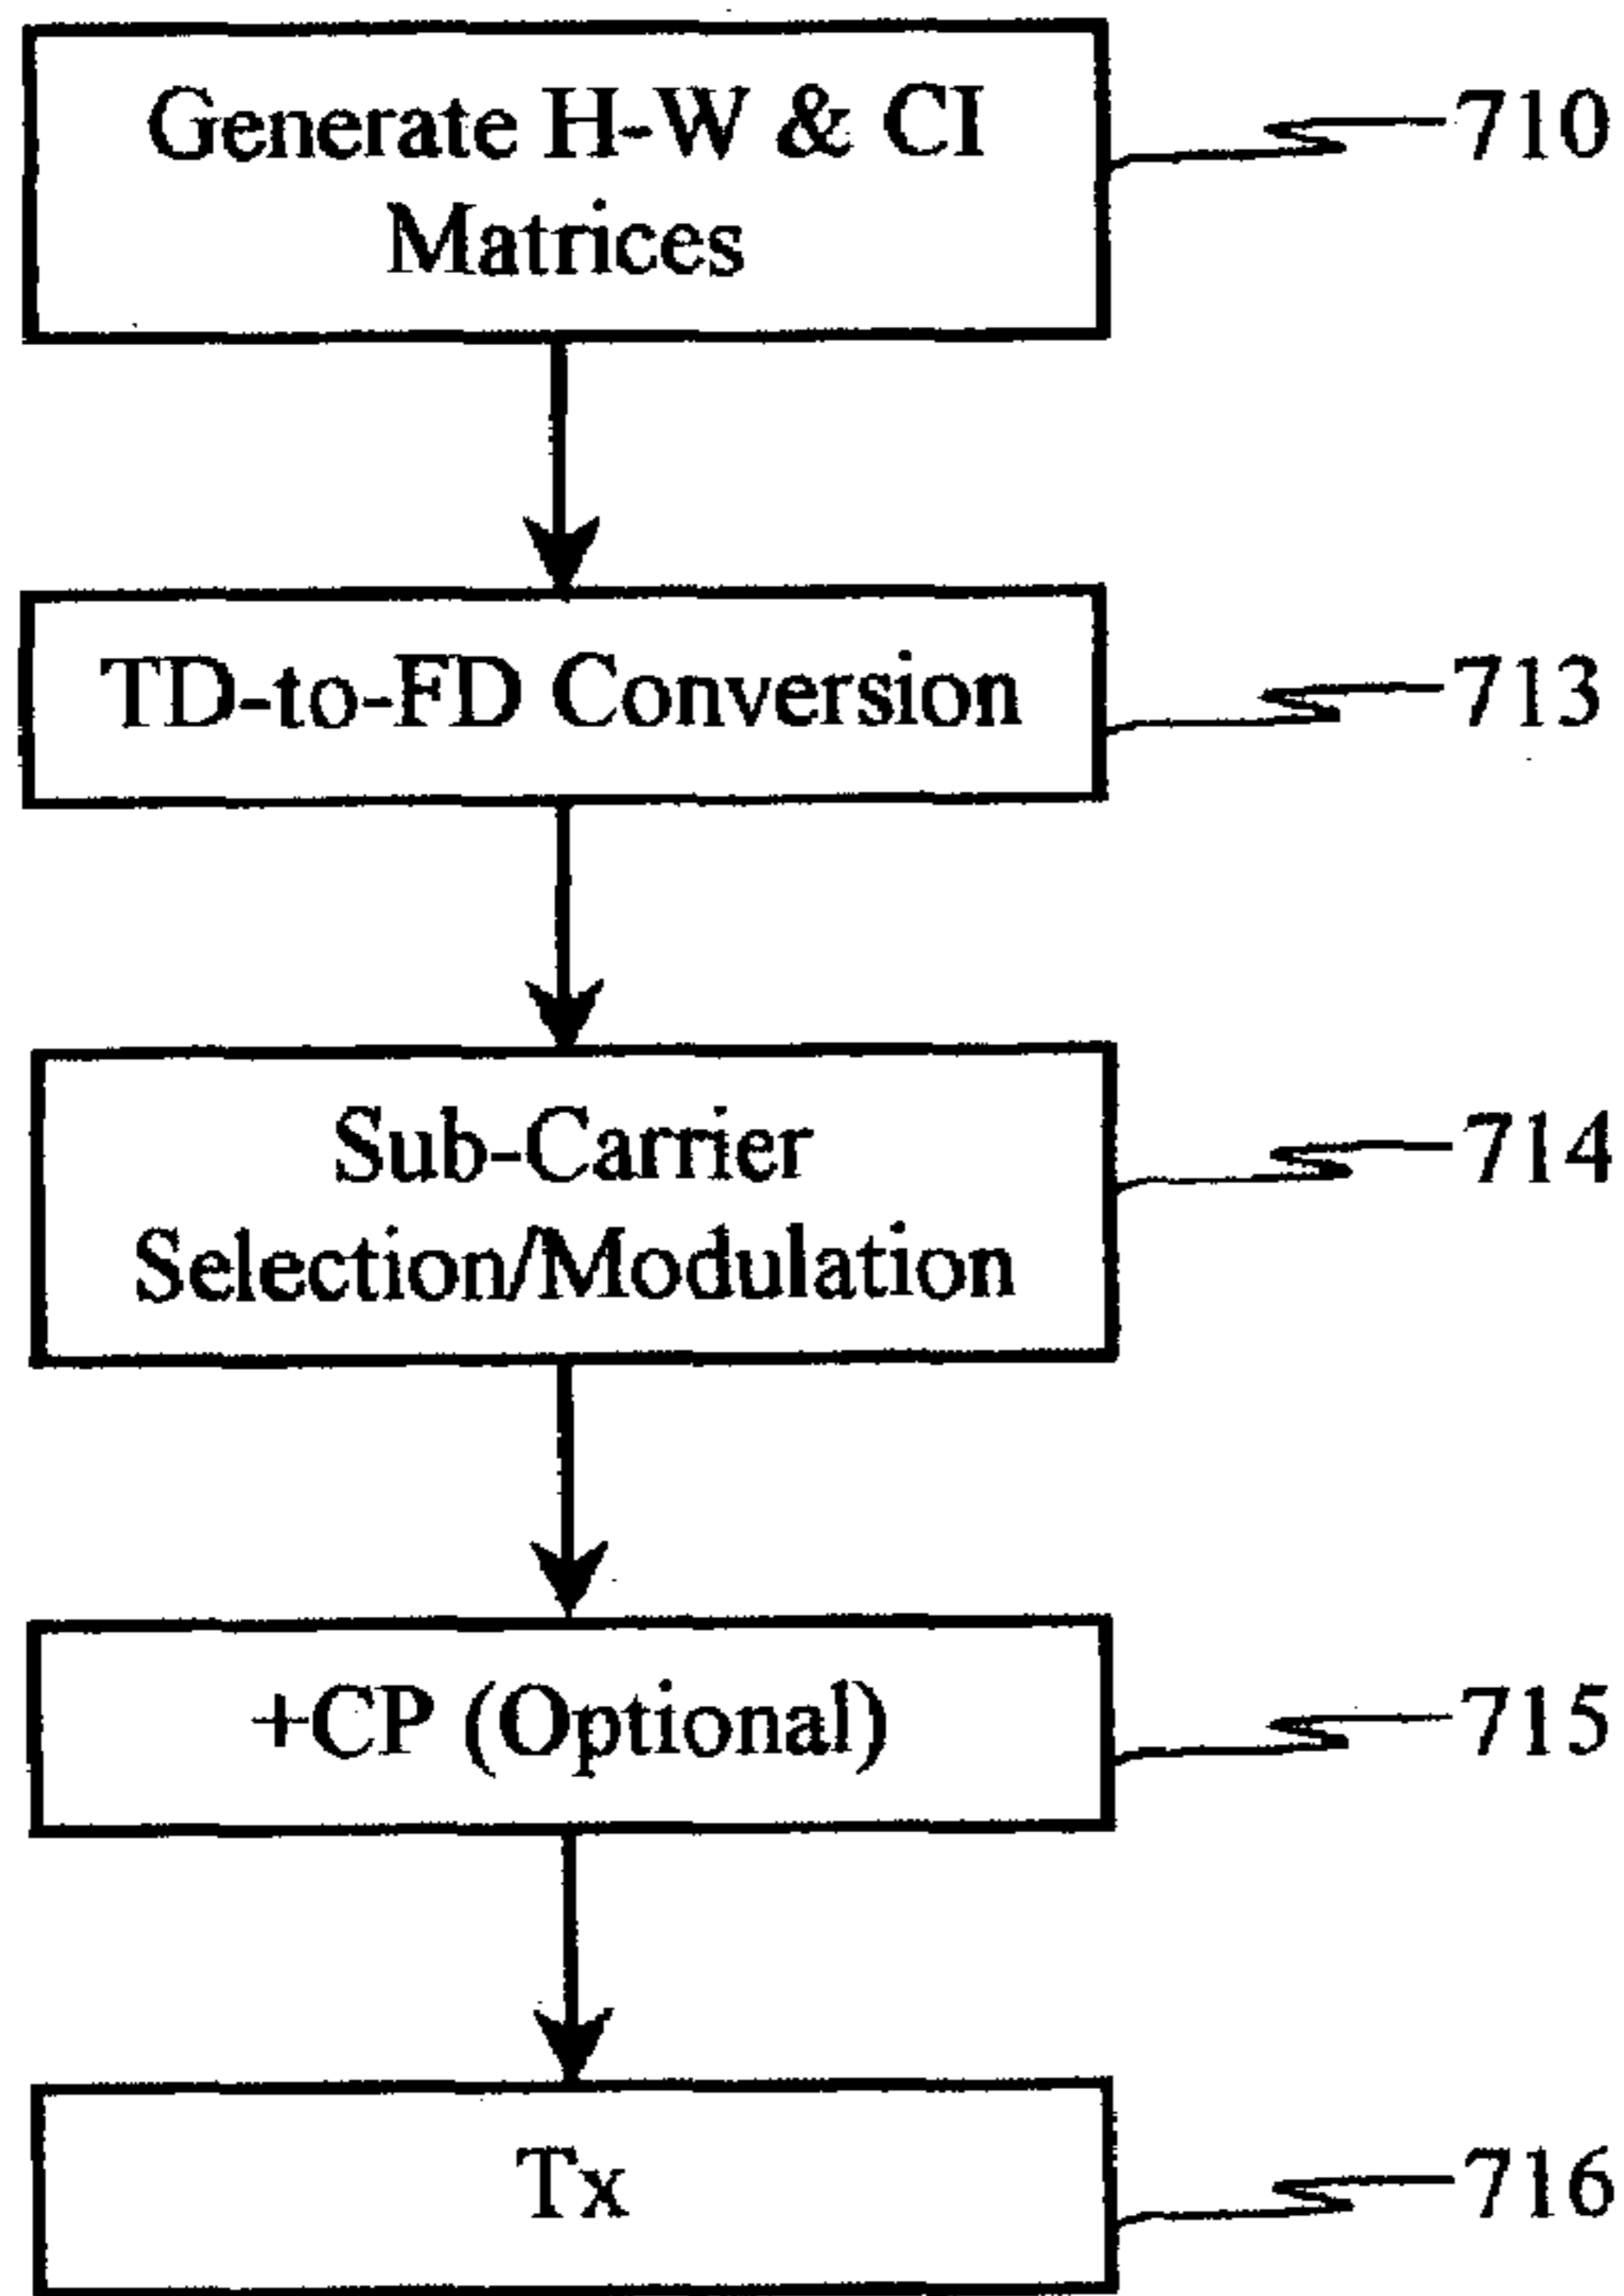 Generate H-W & CI
Matrices
710
TD-to-FD Conversion
713
Sub-Carrier
Selection/Modulation
714
+CP (Optional)
715
Tx
716